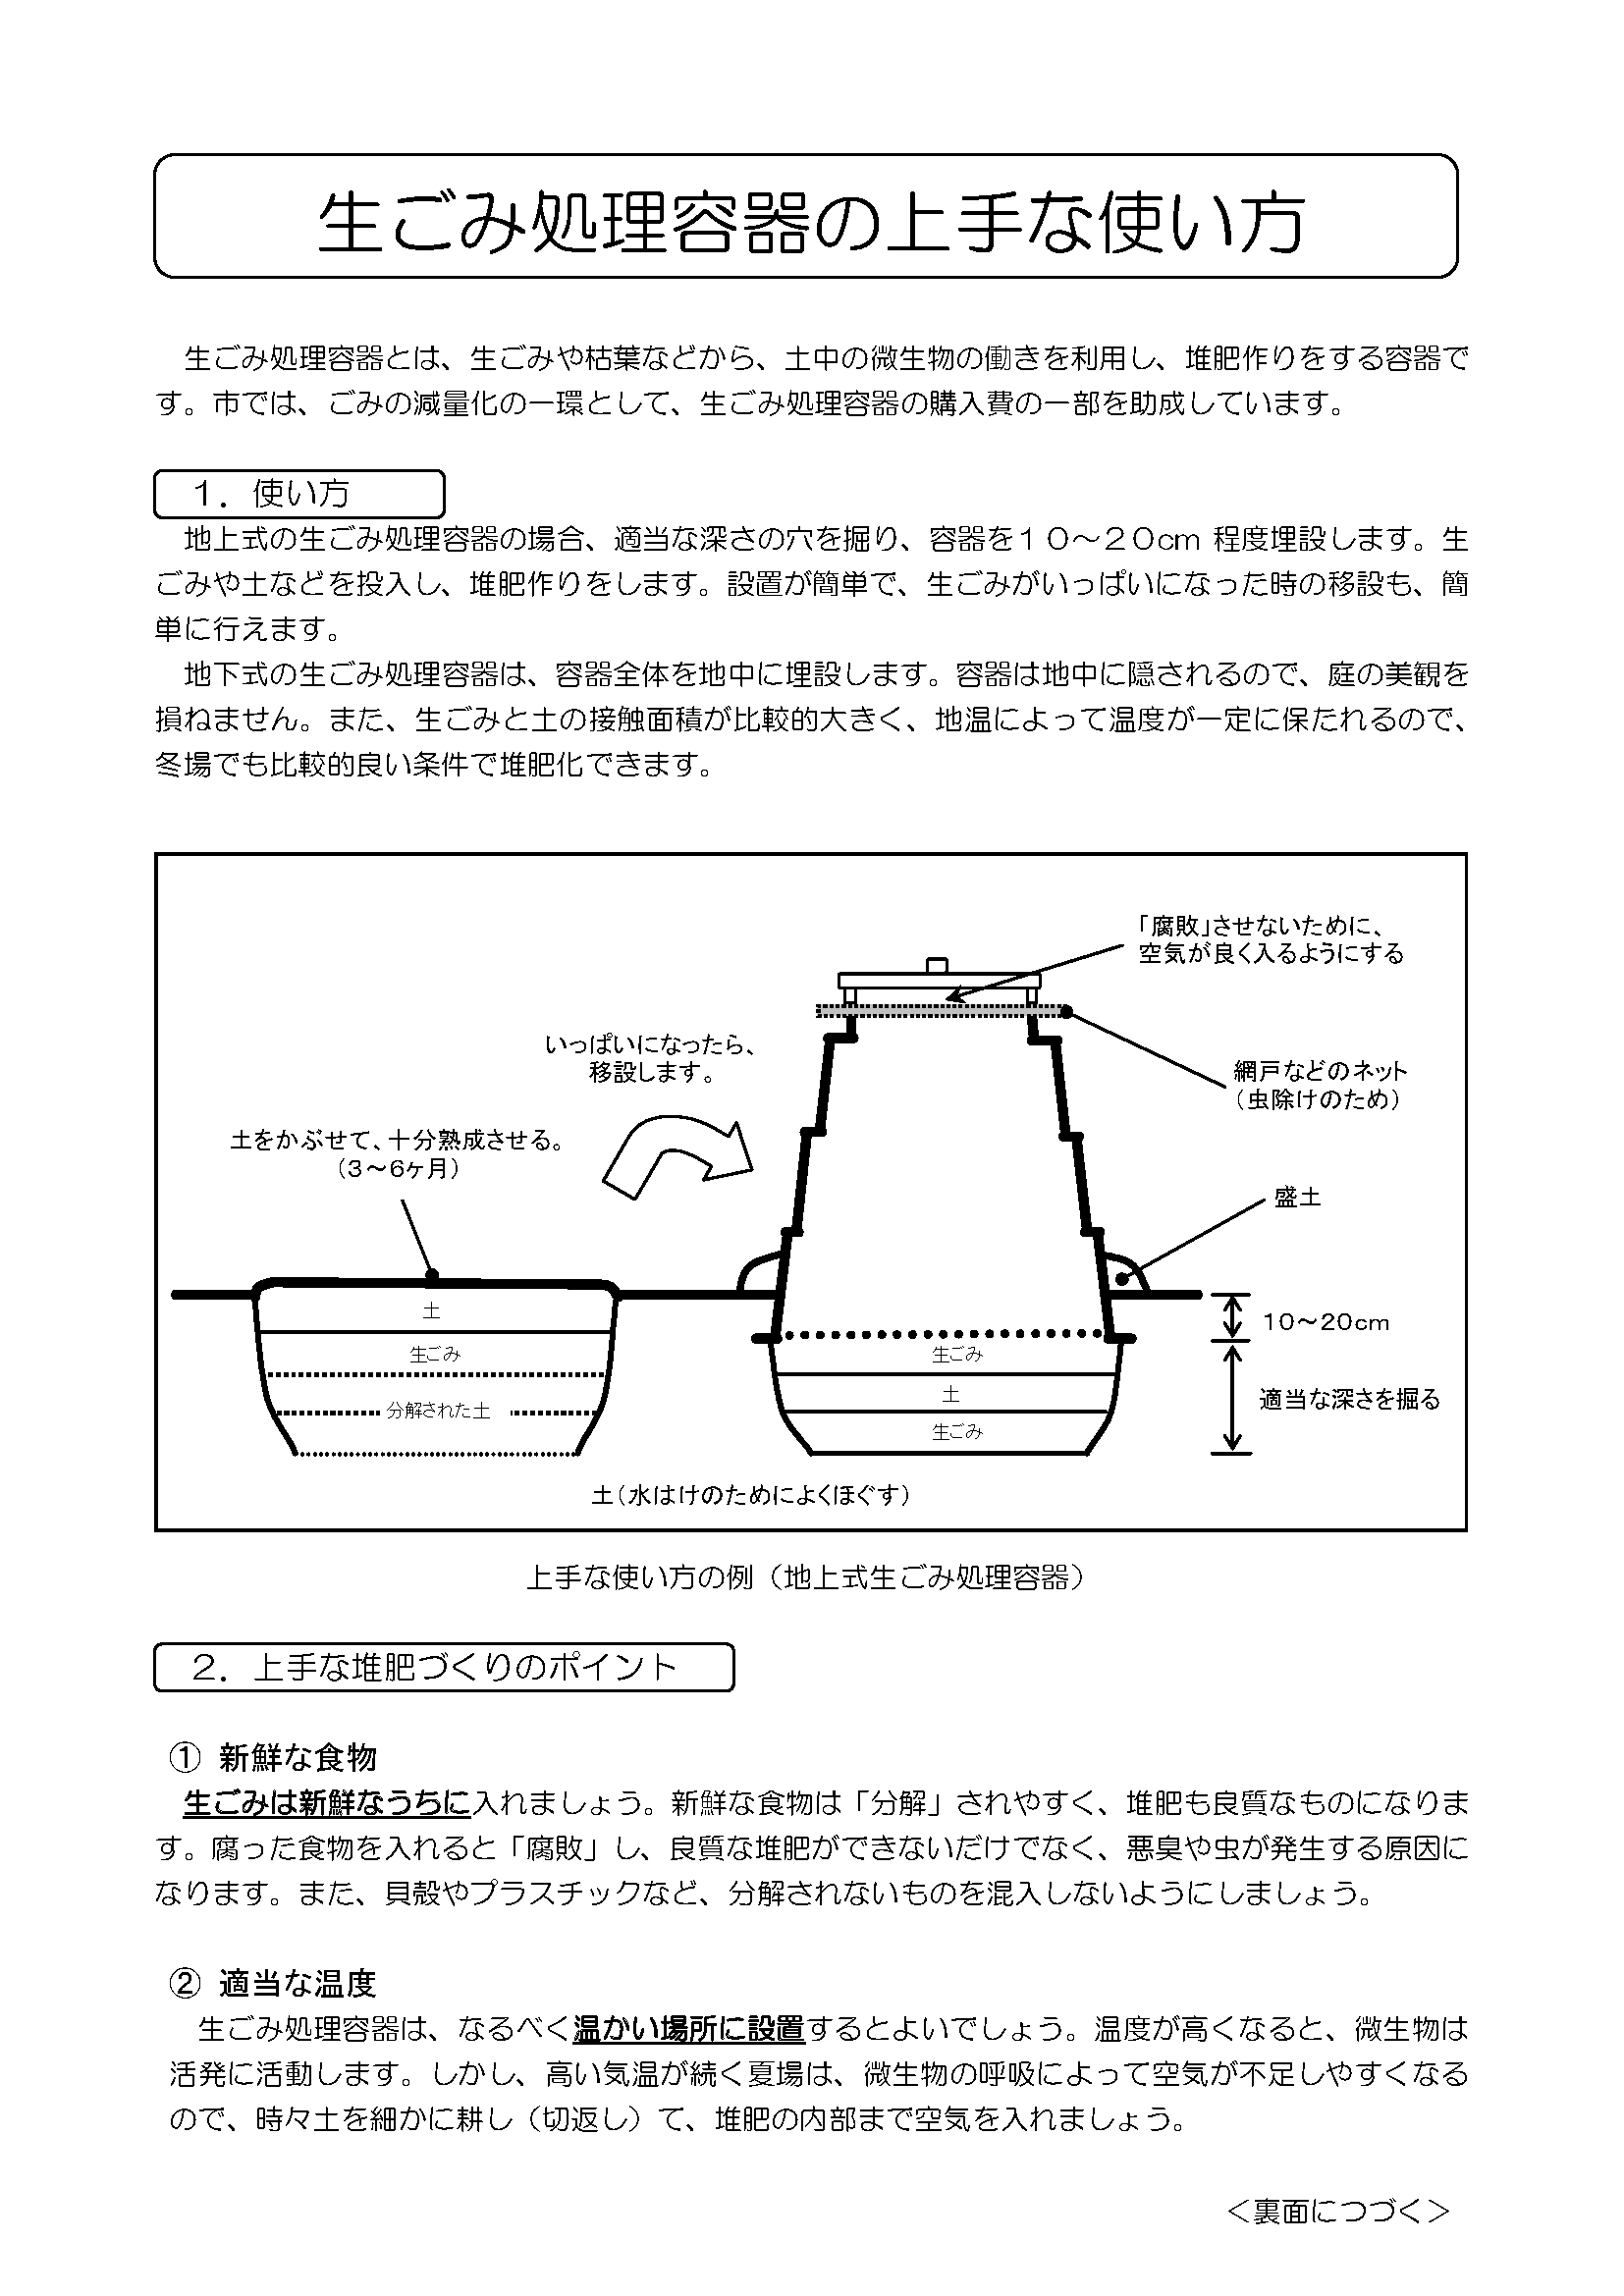 生ごみ処理容器の上手な使い方
生ごみ処理容器とは、生ごみや枯葉などから、土中の微生物の働きを利用し、堆肥作りをする容器で
す。市では、ごみの減量化の一環として、生ごみ処理容器の購入費の一部を助成しています。
１．使い方
地上式の生ごみ処理容器の場合、適当な深さの穴を掘り、容器を１０～２０cm 程度埋設します。生
ごみや土などを投入し、堆肥作りをします。設置が簡単で、生ごみがいっぱいになった時の移設も、簡
単に行えます。
地下式の生ごみ処理容器は、容器全体を地中に埋設します。容器は地中に隠されるので、庭の美観を
損ねません。また、生ごみと土の接触面積が比較的大きく、地温によって温度が一定に保たれるので、
冬場でも比較的良い条件で堆肥化できます。
「腐敗」させないために、
空気が良く入るようにする
いっぱいになったら、
移設します。
網戸などのネット
（虫除けのため）
土をかぶせて、十分熟成させる。
（３～６ヶ月）
盛土
土
生ごみ
分解された土
生ごみ
土
生ごみ
10～20cm
適当な深さを掘る
土（水はけのためによくほぐす）
上手な使い方の例（地上式生ごみ処理容器）
２．上手な堆肥づくりのポイント
① 新鮮な食物
生ごみは新鮮なうちに入れましょう。新鮮な食物は「分解」されやすく、堆肥も良質なものになりま
す。腐った食物を入れると「腐敗」し、良質な堆肥ができないだけでなく、悪臭や虫が発生する原因に
なります。また、貝殻やプラスチックなど、分解されないものを混入しないようにしましょう。
② 適当な温度
生ごみ処理容器は、なるべく温かい場所に設置するとよいでしょう。温度が高くなると、微生物は
活発に活動します。しかし、高い気温が続く夏場は、微生物の呼吸によって空気が不足しやすくなる
ので、時々土を細かに耕し（切返し）て、堆肥の内部まで空気を入れましょう。
＜裏面につづく＞